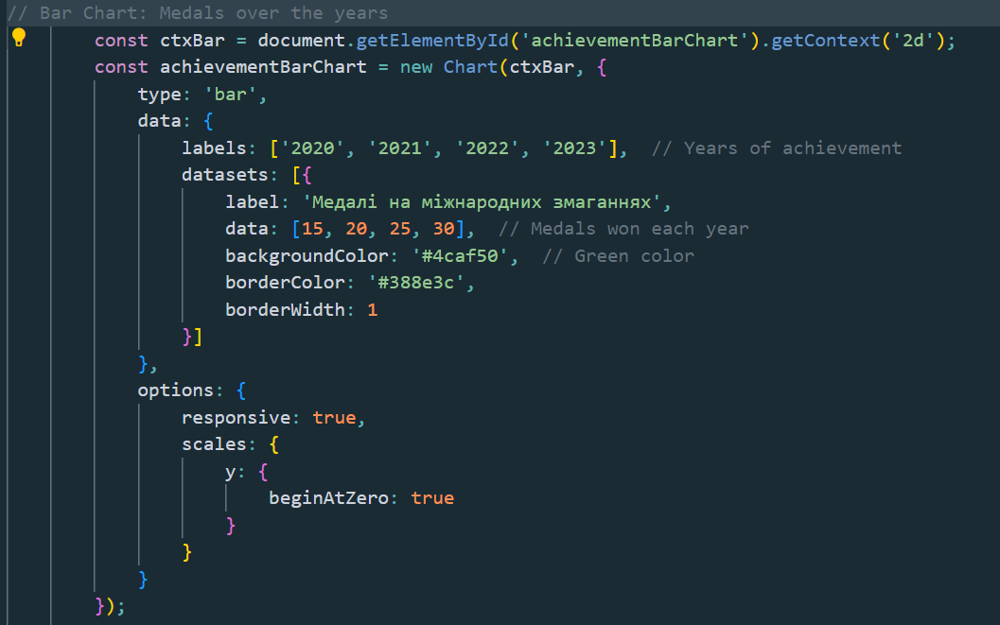 // Bar Chart: Medals over the years
const ctxBar = document.getElementById('achievementBarChart').getContext('2d');
const achievementBarChart = new Chart(ctxBar, {
type: 'bar',
data: {
labels: ['2020', '2021', '2022', '2023'],  // Years of achievement
datasets: [{
label: 'Медалі на міжнародних змаганнях',
data: [15, 20, 25, 30],  // Medals won each year
backgroundColor: '#4caf50',  // Green color
borderColor: '#388e3c',
borderWidth: 1
}]
},
options: {
responsive: true,
scales: {
y: {
beginAtZero: true
}
}
}
});